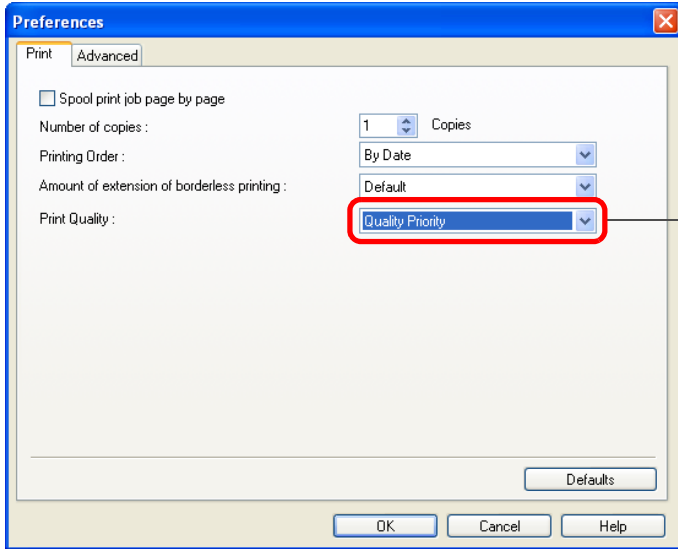 Preferences
Print Advanced
Spool print job page by page
Number of copies : 1 Copies
Printing Order : By Date
Amount of extension of borderless printing : Default
Print Quality : Quality Priority
Defaults
OK Cancel Help